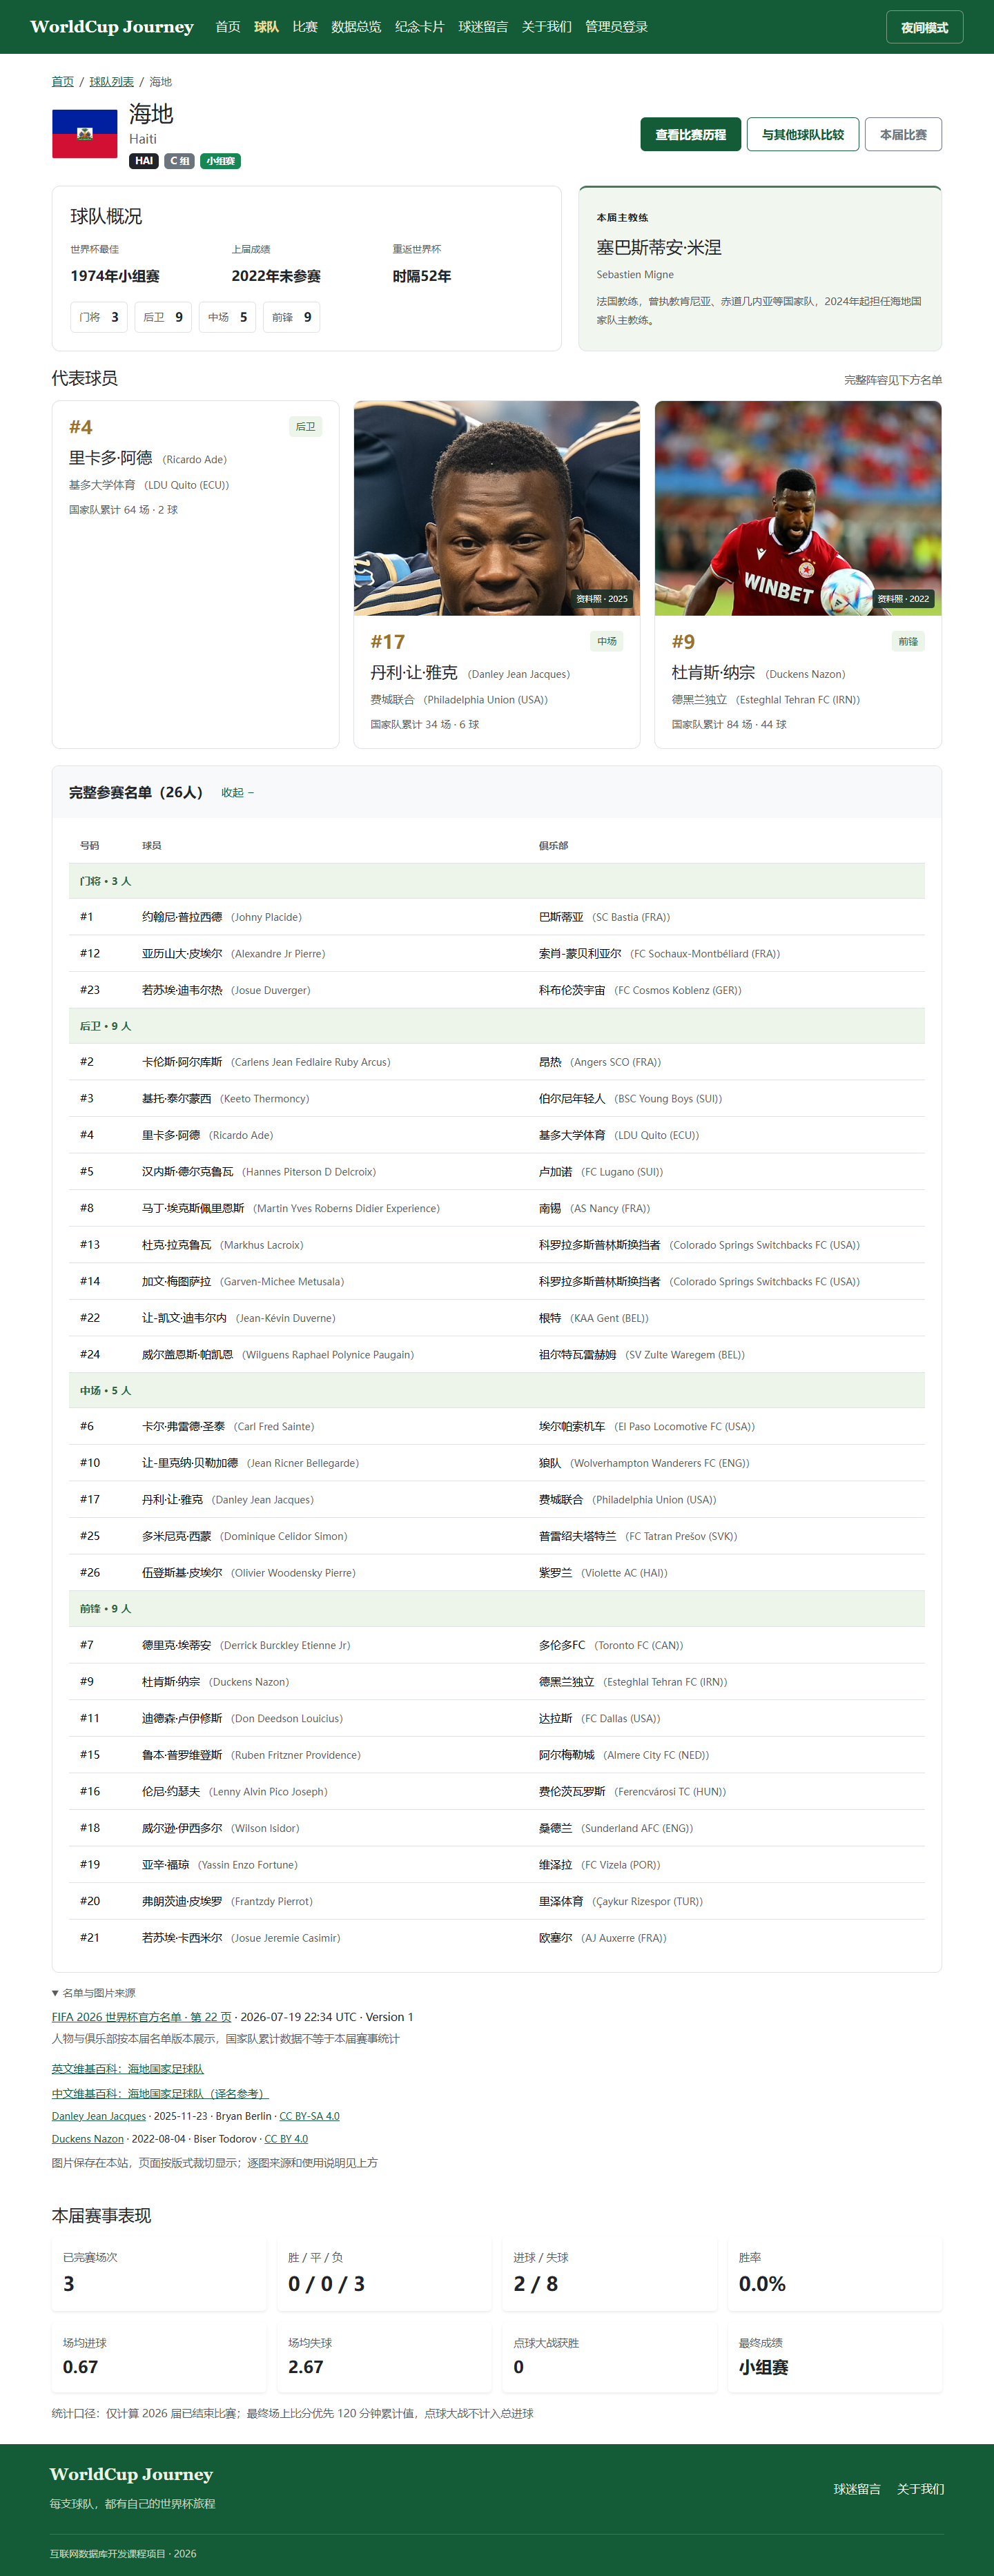 WorldCup Journey 首页 球队 比赛 数据总览 纪念卡片 球迷留言 关于我们 管理员登录 夜间模式
首页 / 球队列表 / 海地
海地
Haiti
HAI C 组 小组赛
查看比赛历程 与其他球队比较 本届比赛
球队概况
世界杯最佳 上届成绩 重返世界杯
1974年小组赛 2022年未参赛 时隔52年
门将 3 后卫 9 中场 5 前锋 9
本届主教练
塞巴斯蒂安·米涅
Sebastien Migne
法国教练，曾执教肯尼亚、赤道几内亚等国家队，2024年起担任海地国
家队主教练。
代表球员 完整阵容见下方名单
#4 后卫
里卡多·阿德 （Ricardo Ade）
基多大学体育 （LDU Quito (ECU)）
国家队累计 64 场 · 2 球
资料照 · 2025
#17 中场
丹利·让·雅克 （Danley Jean Jacques）
费城联合 （Philadelphia Union (USA)）
国家队累计 34 场 · 6 球
WINBET
资料照 · 2022
#9 前锋
杜肯斯·纳宗 （Duckens Nazon）
德黑兰独立 （Esteghlal Tehran FC (IRN)）
国家队累计 84 场 · 44 球
完整参赛名单（26人） 收起 −
号码 球员 俱乐部
门将 • 3 人
#1 约翰尼·普拉西德 （Johny Placide） 巴斯蒂亚 （SC Bastia (FRA)）
#12 亚历山大·皮埃尔 （Alexandre Jr Pierre） 索肖-蒙贝利亚尔 （FC Sochaux-Montbéliard (FRA)）
#23 若苏埃·迪韦尔热 （Josue Duverger） 科布伦茨宇宙 （FC Cosmos Koblenz (GER)）
后卫 • 9 人
#2 卡伦斯·阿尔库斯 （Carlens Jean Fedlaire Ruby Arcus） 昂热 （Angers SCO (FRA)）
#3 基托·泰尔蒙西 （Keeto Thermoncy） 伯尔尼年轻人 （BSC Young Boys (SUI)）
#4 里卡多·阿德 （Ricardo Ade） 基多大学体育 （LDU Quito (ECU)）
#5 汉内斯·德尔克鲁瓦 （Hannes Piterson D Delcroix） 卢加诺 （FC Lugano (SUI)）
#8 马丁·埃克斯佩里恩斯 （Martin Yves Roberns Didier Experience） 南锡 （AS Nancy (FRA)）
#13 杜克·拉克鲁瓦 （Markhus Lacroix） 科罗拉多斯普林斯换挡者 （Colorado Springs Switchbacks FC (USA)）
#14 加文·梅图萨拉 （Garven-Michee Metusala） 科罗拉多斯普林斯换挡者 （Colorado Springs Switchbacks FC (USA)）
#22 让-凯文·迪韦尔内 （Jean-Kévin Duverne） 根特 （KAA Gent (BEL)）
#24 威尔盖恩斯·帕凯恩 （Wilguens Raphael Polynice Paugain） 祖尔特瓦雷赫姆 （SV Zulte Waregem (BEL)）
中场 • 5 人
#6 卡尔·弗雷德·圣泰 （Carl Fred Sainte） 埃尔帕索机车 （El Paso Locomotive FC (USA)）
#10 让-里克纳·贝勒加德 （Jean Ricner Bellegarde） 狼队 （Wolverhampton Wanderers FC (ENG)）
#17 丹利·让·雅克 （Danley Jean Jacques） 费城联合 （Philadelphia Union (USA)）
#25 多米尼克·西蒙 （Dominique Celidor Simon） 普雷绍夫塔特兰 （FC Tatran Prešov (SVK)）
#26 伍登斯基·皮埃尔 （Olivier Woodensky Pierre） 紫罗兰 （Violette AC (HAI)）
前锋 • 9 人
#7 德里克·埃蒂安 （Derrick Burckley Etienne Jr） 多伦多FC （Toronto FC (CAN)）
#9 杜肯斯·纳宗 （Duckens Nazon） 德黑兰独立 （Esteghlal Tehran FC (IRN)）
#11 迪德森·卢伊修斯 （Don Deedson Louicius） 达拉斯 （FC Dallas (USA)）
#15 鲁本·普罗维登斯 （Ruben Fritzner Providence） 阿尔梅勒城 （Almere City FC (NED)）
#16 伦尼·约瑟夫 （Lenny Alvin Pico Joseph） 费伦茨瓦罗斯 （Ferencvárosi TC (HUN)）
#18 威尔逊·伊西多尔 （Wilson Isidor） 桑德兰 （Sunderland AFC (ENG)）
#19 亚辛·福琼 （Yassin Enzo Fortune） 维泽拉 （FC Vizela (POR)）
#20 弗朗茨迪·皮埃罗 （Frantzdy Pierrot） 里泽体育 （Çaykur Rizespor (TUR)）
#21 若苏埃·卡西米尔 （Josue Jeremie Casimir） 欧塞尔 （AJ Auxerre (FRA)）
▼ 名单与图片来源
FIFA 2026 世界杯官方名单 · 第 22 页 · 2026-07-19 22:34 UTC · Version 1
人物与俱乐部按本届名单版本展示，国家队累计数据不等于本届赛事统计
英文维基百科：海地国家足球队
中文维基百科：海地国家足球队（译名参考）
Danley Jean Jacques · 2025-11-23 · Bryan Berlin · CC BY-SA 4.0
Duckens Nazon · 2022-08-04 · Biser Todorov · CC BY 4.0
图片保存在本站，页面按版式裁切显示；逐图来源和使用说明见上方
本届赛事表现
已完赛场次 胜 / 平 / 负 进球 / 失球 胜率
3 0 / 0 / 3 2 / 8 0.0%
场均进球 场均失球 点球大战获胜 最终成绩
0.67 2.67 0 小组赛
统计口径：仅计算 2026 届已结束比赛；最终场上比分优先 120 分钟累计值，点球大战不计入总进球
WorldCup Journey
每支球队，都有自己的世界杯旅程
球迷留言 关于我们
互联网数据库开发课程项目 · 2026